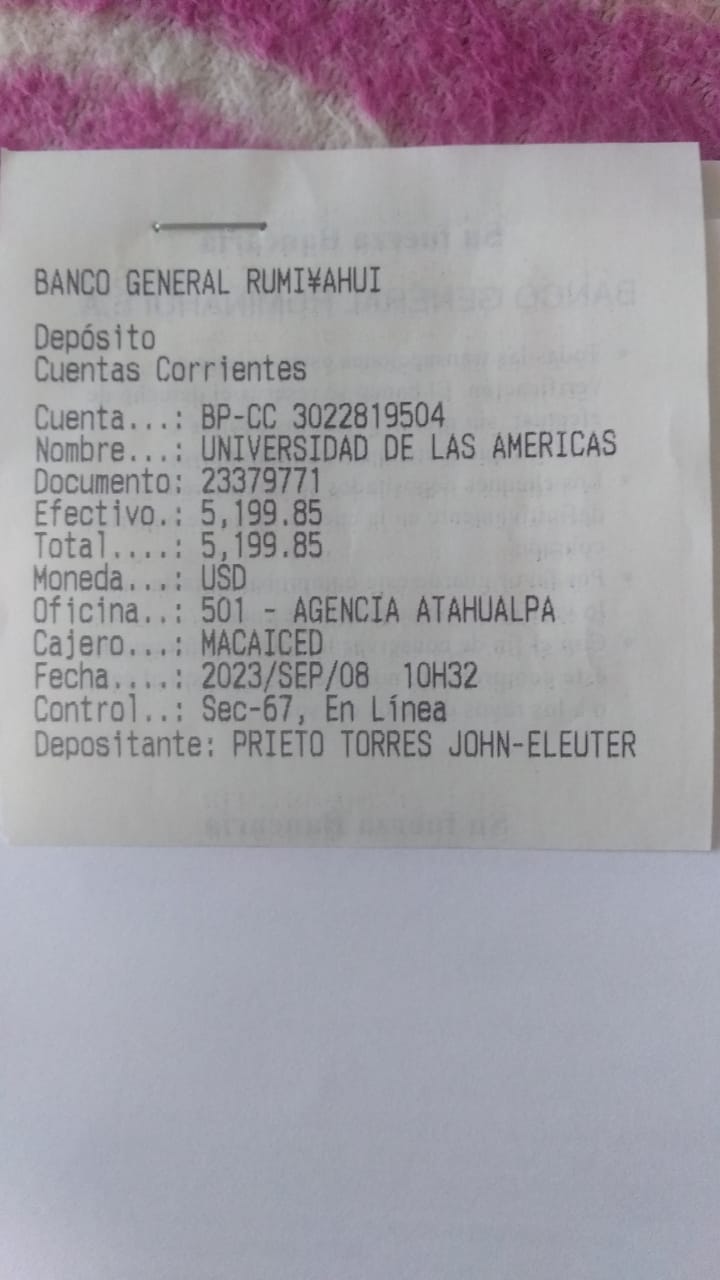 BANCO GENERAL RUMI¥AHUI
Depósito
Cuentas Corrientes
Cuenta...: BP-CC 3022819504
Nombre...: UNIVERSIDAD DE LAS AMERICAS
Documento: 23379771
Efectivo.: 5,199.85
Total....: 5,199.85
Moneda...: USD
Oficina..: 501 - AGENCIA ATAHUALPA
Cajero...: MACAICED
Fecha....: 2023/SEP/08 10H32
Control..: Sec-67, En Línea
Depositante: PRIETO TORRES JOHN-ELEUTER